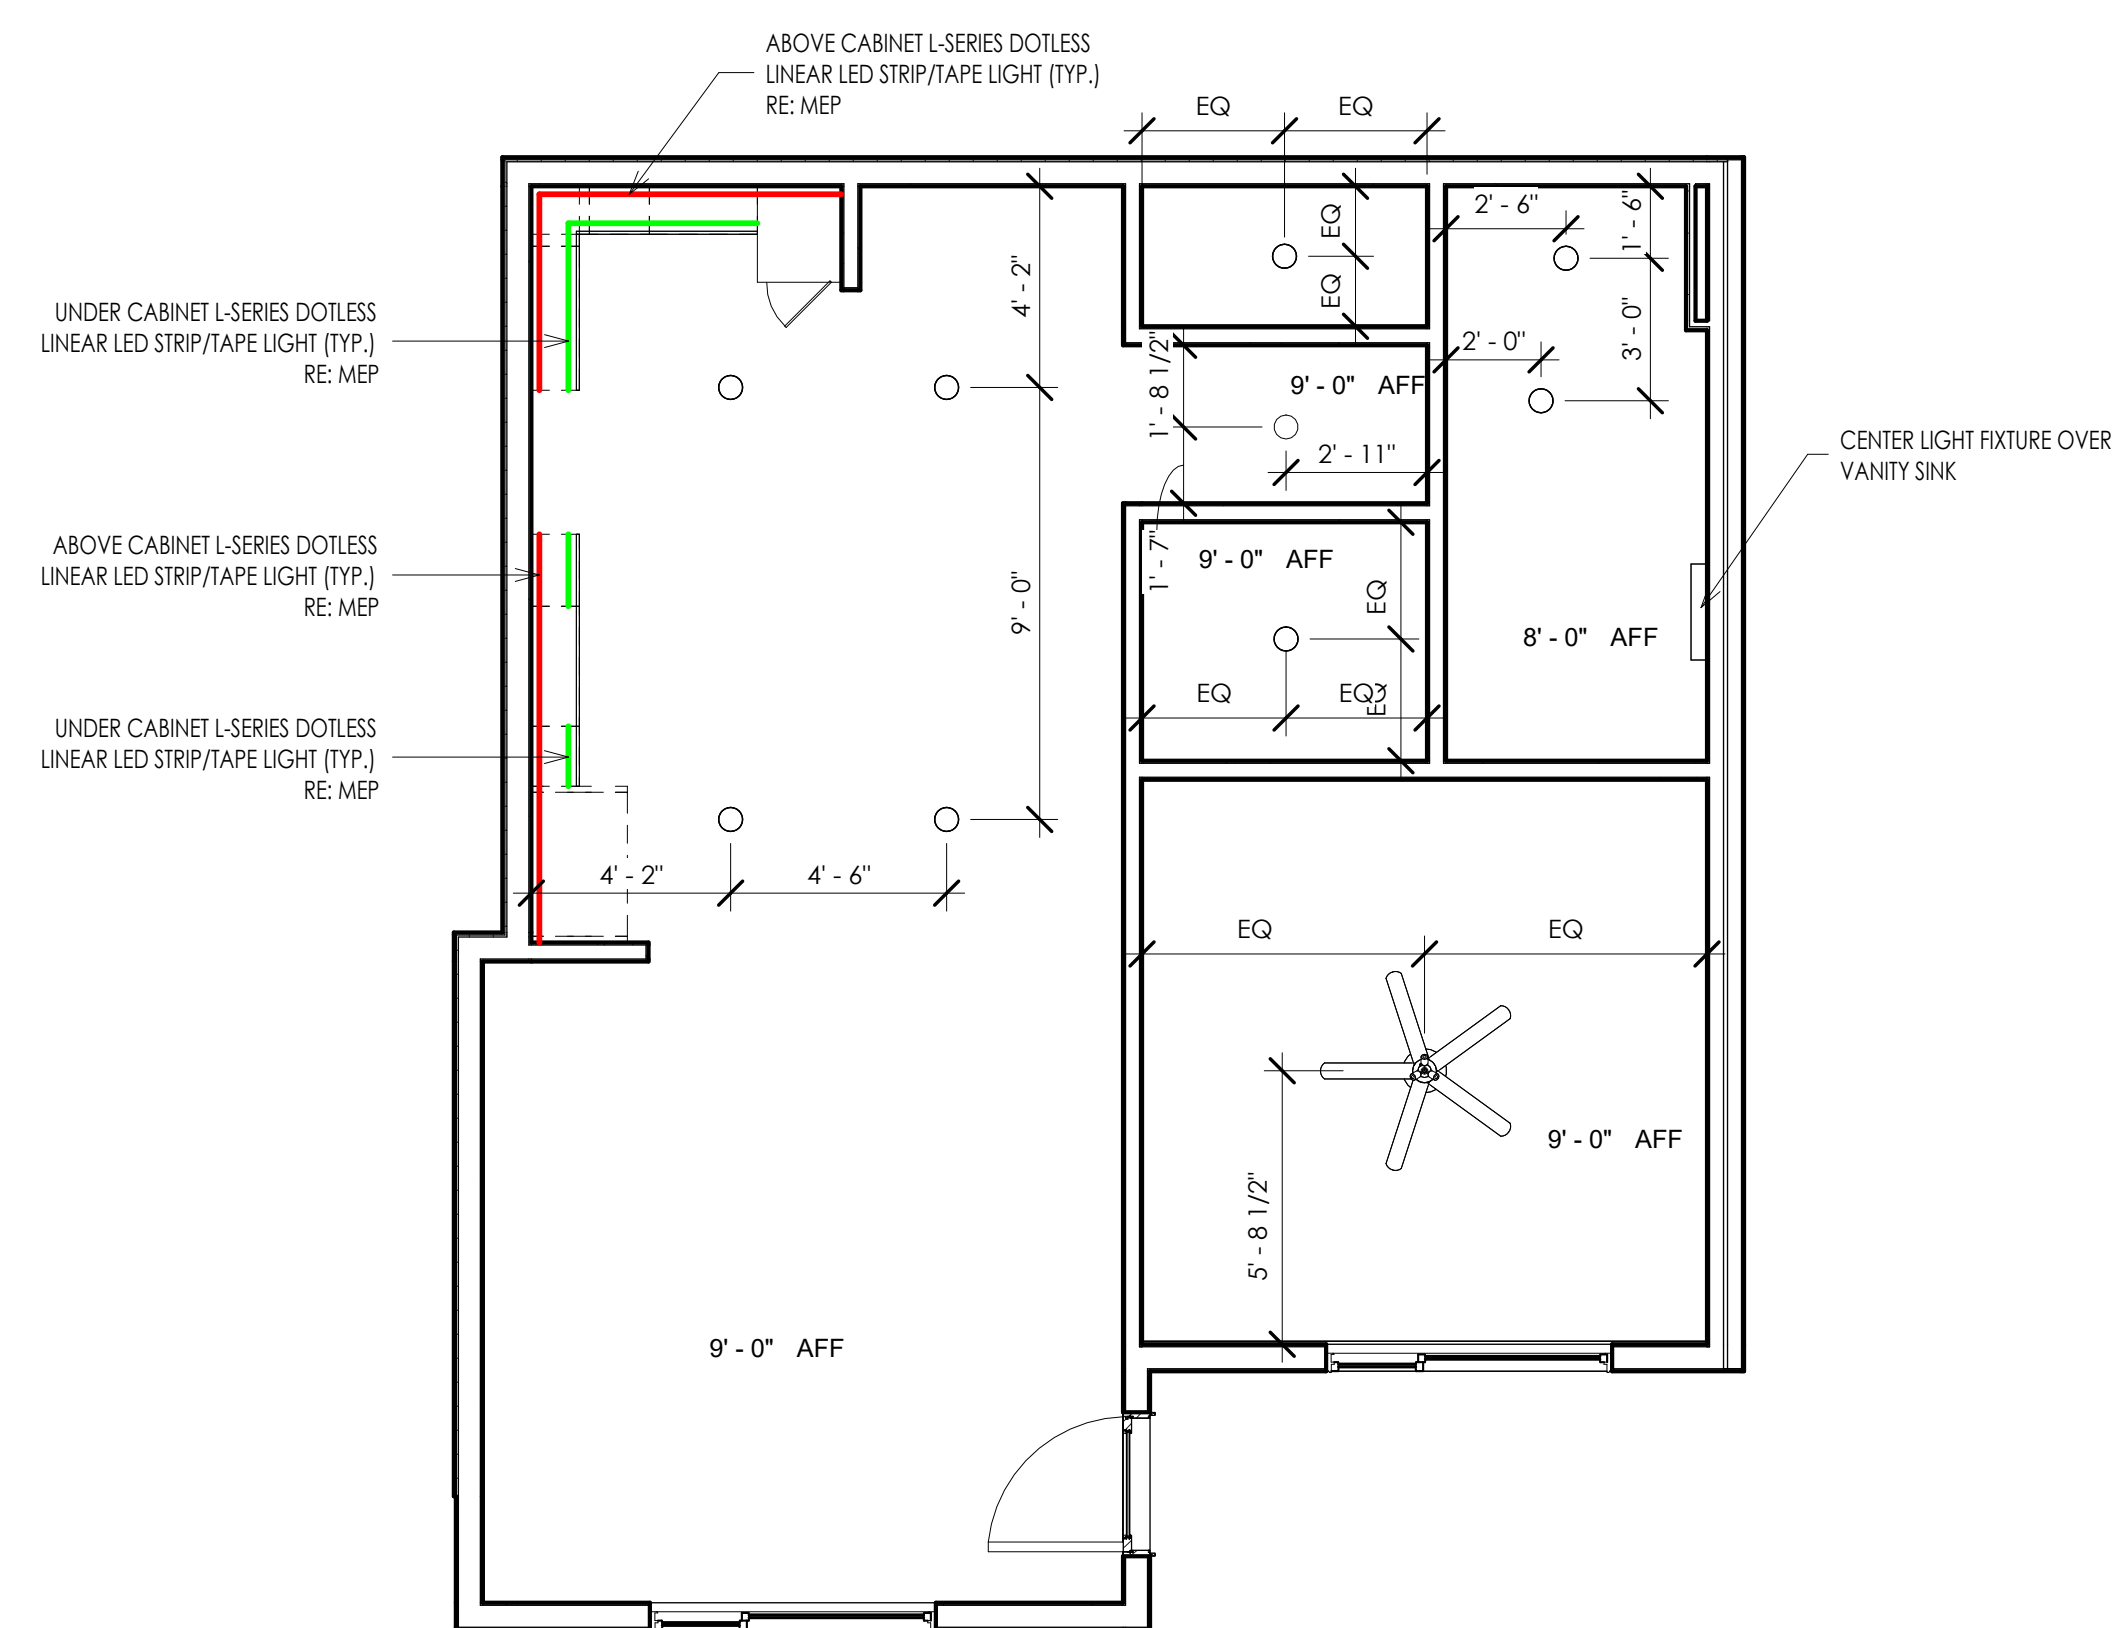 ABOVE CABINET L-SERIES DOTLESS
LINEAR LED STRIP/TAPE LIGHT (TYP.)
RE: MEP
EQ
EQ
2' - 6"
1' - 6"
EQ
EQ
4' - 2"
3' - 0"
UNDER CABINET L-SERIES DOTLESS
LINEAR LED STRIP/TAPE LIGHT (TYP.)
RE: MEP
2' - 0"
1' - 8 1/2"
9' - 0" AFF
2' - 11"
CENTER LIGHT FIXTURE OVER
VANITY SINK
ABOVE CABINET L-SERIES DOTLESS
LINEAR LED STRIP/TAPE LIGHT (TYP.)
RE: MEP
9' - 0"
1' - 7"
9' - 0" AFF
EQ
8' - 0" AFF
EQ
EQ
EQ
UNDER CABINET L-SERIES DOTLESS
LINEAR LED STRIP/TAPE LIGHT (TYP.)
RE: MEP
4' - 2"
4' - 6"
EQ
EQ
9' - 0" AFF
5' - 8 1/2"
9' - 0" AFF